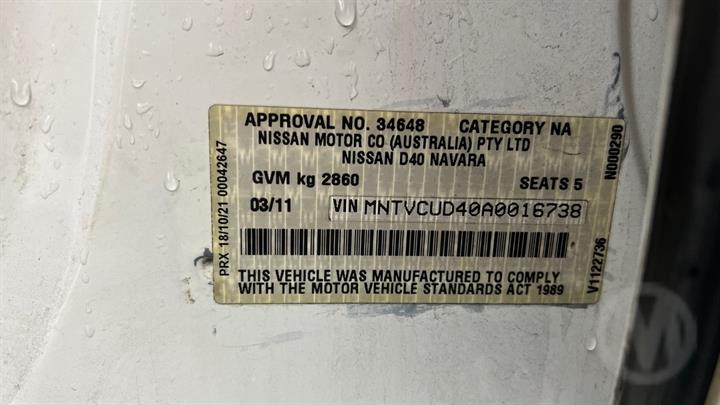 APPROVAL NO. 34648 CATEGORY NA
NISSAN MOTOR CO (AUSTRALIA) PTY LTD
NISSAN D40 NAVARA
GVM kg 2860 SEATS 5
03/11 VIN MNTVCUD40A0016738
THIS VEHICLE WAS MANUFACTURED TO COMPLY
WITH THE MOTOR VEHICLE STANDARDS ACT 1989
PRX 18/10/21 00042647
N000290
V1122736
M